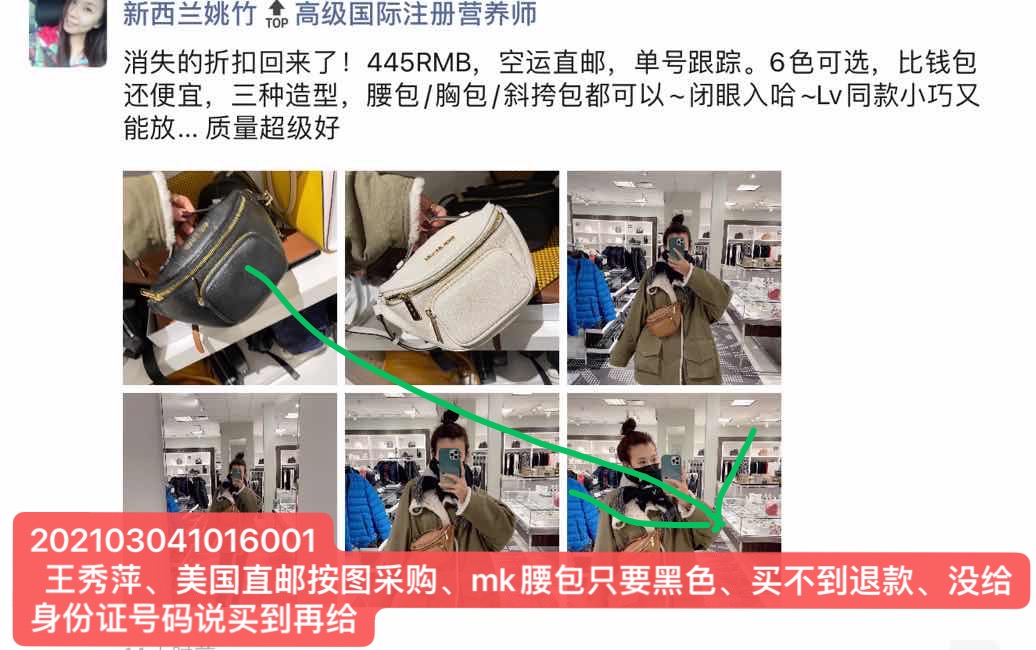 新西兰姚竹 TOP 高级国际注册营养师
消失的折扣回来了！445RMB，空运直邮，单号跟踪。6色可选，比钱包
还便宜，三种造型，腰包/胸包/斜挎包都可以~闭眼入哈~Lv同款小巧又
能放... 质量超级好
202103041016001
王秀萍、美国直邮按图采购、mk腰包只要黑色、买不到退款、没给
身份证号码说买到再给